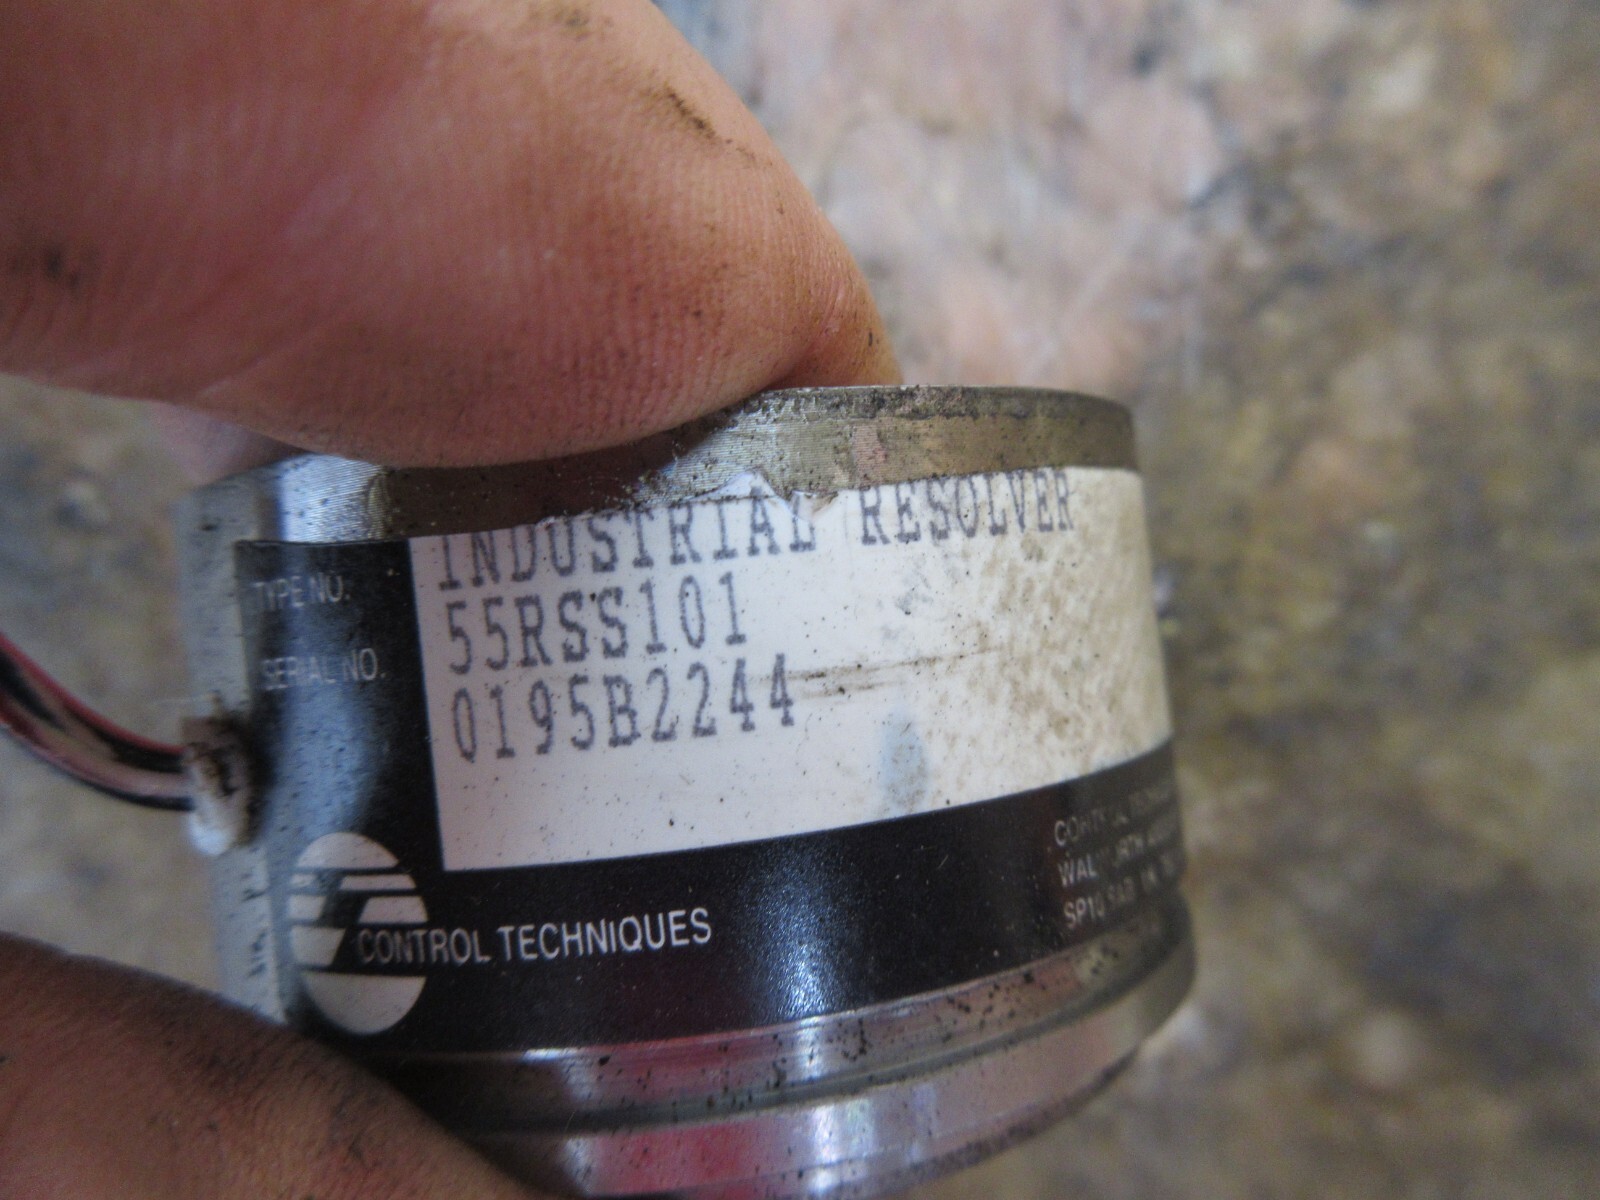 INDUSTRIAL RESOLVER
TYPE NO. 55RSS101
SERIAL NO. 0195B2244
CONTROL TECHNIQUES